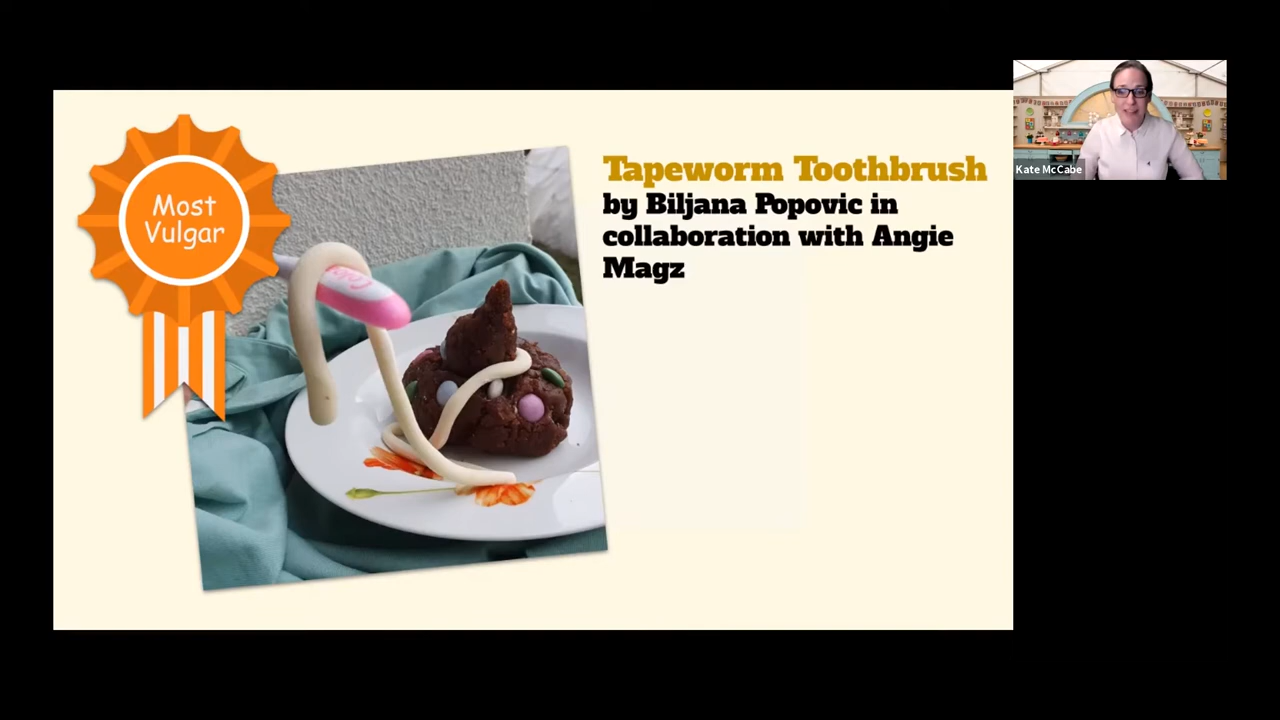 Most
Vulgar
Tapeworm Toothbrush
by Biljana Popovic in
collaboration with Angie
Magz
Kate McCabe